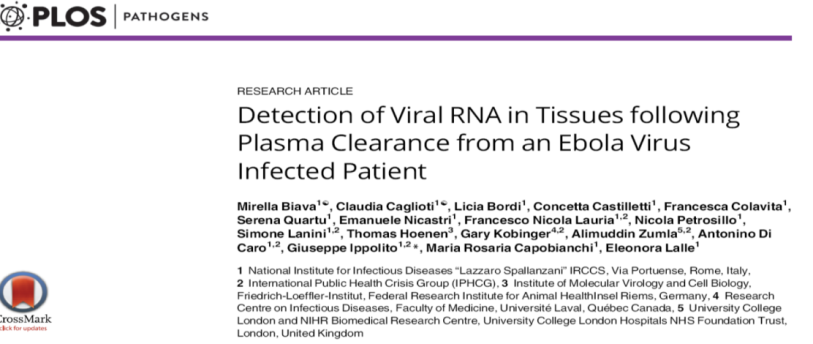 PLOS | PATHOGENS
RESEARCH ARTICLE
Detection of Viral RNA in Tissues following
Plasma Clearance from an Ebola Virus
Infected Patient
Mirella Biava1☯, Claudia Caglioti1☯, Licia Bordi1, Concetta Castilletti1, Francesca Colavita1,
Serena Quartu1, Emanuele Nicastri1, Francesco Nicola Lauria1,2, Nicola Petrosillo1,
Simone Lanini1,2, Thomas Hoenen3, Gary Kobinger4,2, Alimuddin Zumla5,2, Antonino Di
Caro1,2, Giuseppe Ippolito1,2*, Maria Rosaria Capobianchi1, Eleonora Lalle1
1 National Institute for Infectious Diseases “Lazzaro Spallanzani” IRCCS, Via Portuense, Rome, Italy,
2 International Public Health Crisis Group (IPHCG), 3 Institute of Molecular Virology and Cell Biology,
Friedrich-Loeffler-Institut, Federal Research Institute for Animal HealthInsel Riems, Germany, 4 Research
Centre on Infectious Diseases, Faculty of Medicine, Université Laval, Québec Canada, 5 University College
London and NIHR Biomedical Research Centre, University College London Hospitals NHS Foundation Trust,
London, United Kingdom
CrossMark
click for updates